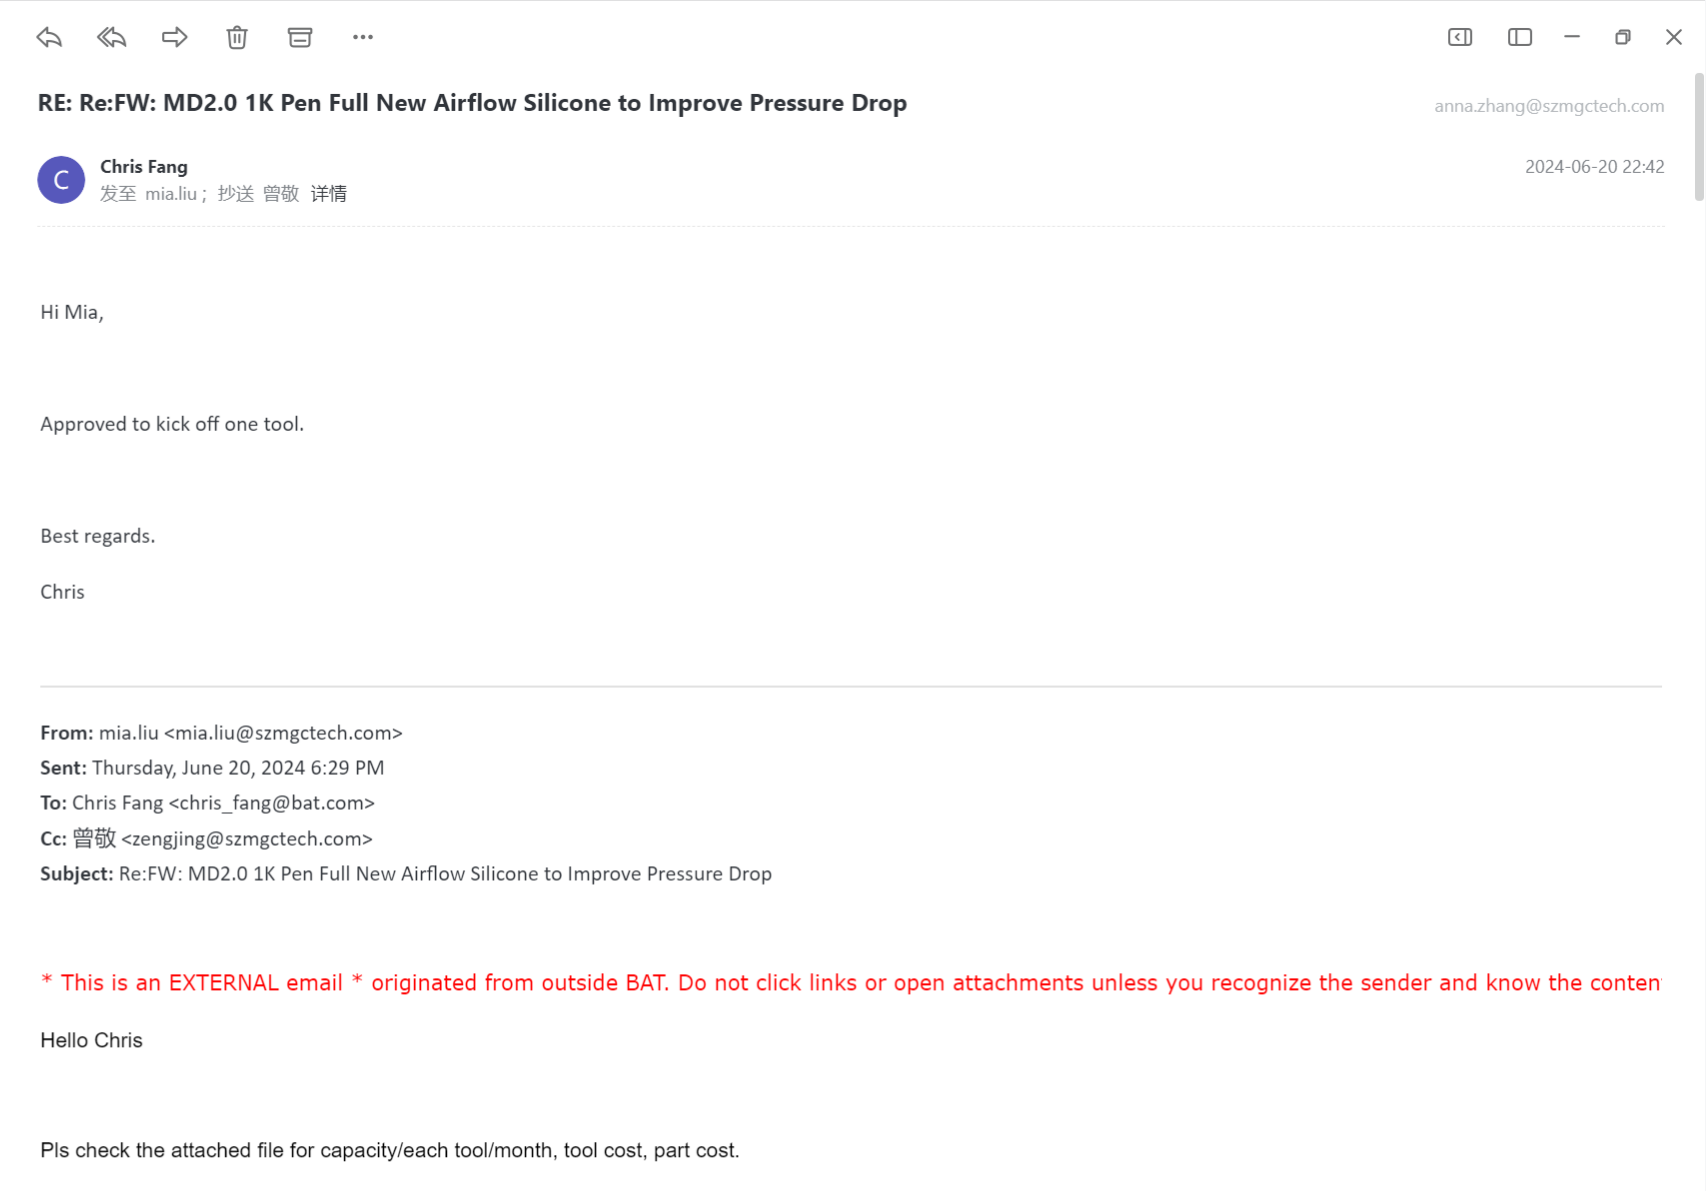 RE: Re:FW: MD2.0 1K Pen Full New Airflow Silicone to Improve Pressure Drop
anna.zhang@szmgctech.com
C
Chris Fang
2024-06-20 22:42
发至 mia.liu ; 抄送 曾敬 详情
Hi Mia,
Approved to kick off one tool.
Best regards.
Chris
From: mia.liu <mia.liu@szmgctech.com>
Sent: Thursday, June 20, 2024 6:29 PM
To: Chris Fang <chris_fang@bat.com>
Cc: 曾敬 <zengjing@szmgctech.com>
Subject: Re:FW: MD2.0 1K Pen Full New Airflow Silicone to Improve Pressure Drop
* This is an EXTERNAL email * originated from outside BAT. Do not click links or open attachments unless you recognize the sender and know the conten
Hello Chris
Pls check the attached file for capacity/each tool/month, tool cost, part cost.